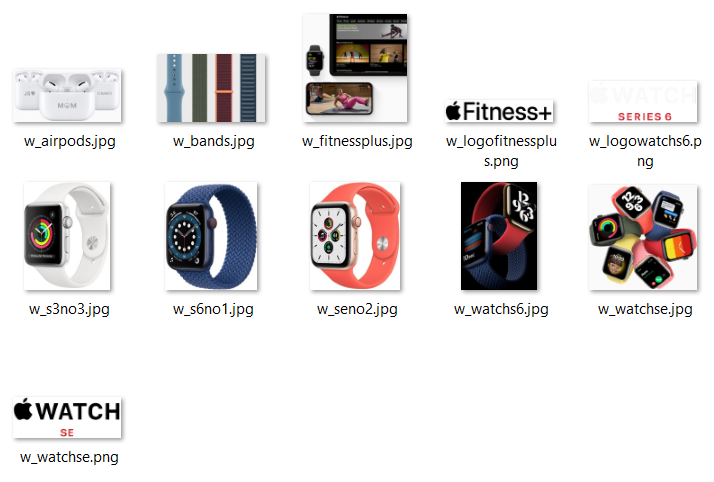 MOM
Fitness+
WATCH
SERIES 6
w_airpods.jpg
w_bands.jpg
w_fitnessplus.jpg
w_logofitnessplu
s.png
w_logowatchs6.p
ng
w_s3no3.jpg
w_s6no1.jpg
w_seno2.jpg
w_watchs6.jpg
w_watchse.jpg
WATCH
SE
w_watchse.png